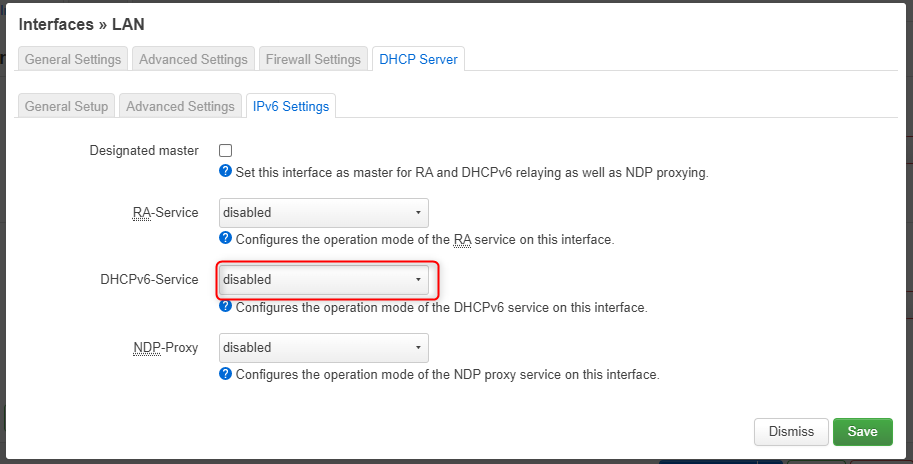 Interfaces » LAN
General Settings Advanced Settings Firewall Settings DHCP Server
General Setup Advanced Settings IPv6 Settings
Designated master
? Set this interface as master for RA and DHCPv6 relaying as well as NDP proxying.
RA-Service disabled
? Configures the operation mode of the RA service on this interface.
DHCPv6-Service disabled
? Configures the operation mode of the DHCPv6 service on this interface.
NDP-Proxy disabled
? Configures the operation mode of the NDP proxy service on this interface.
Dismiss Save